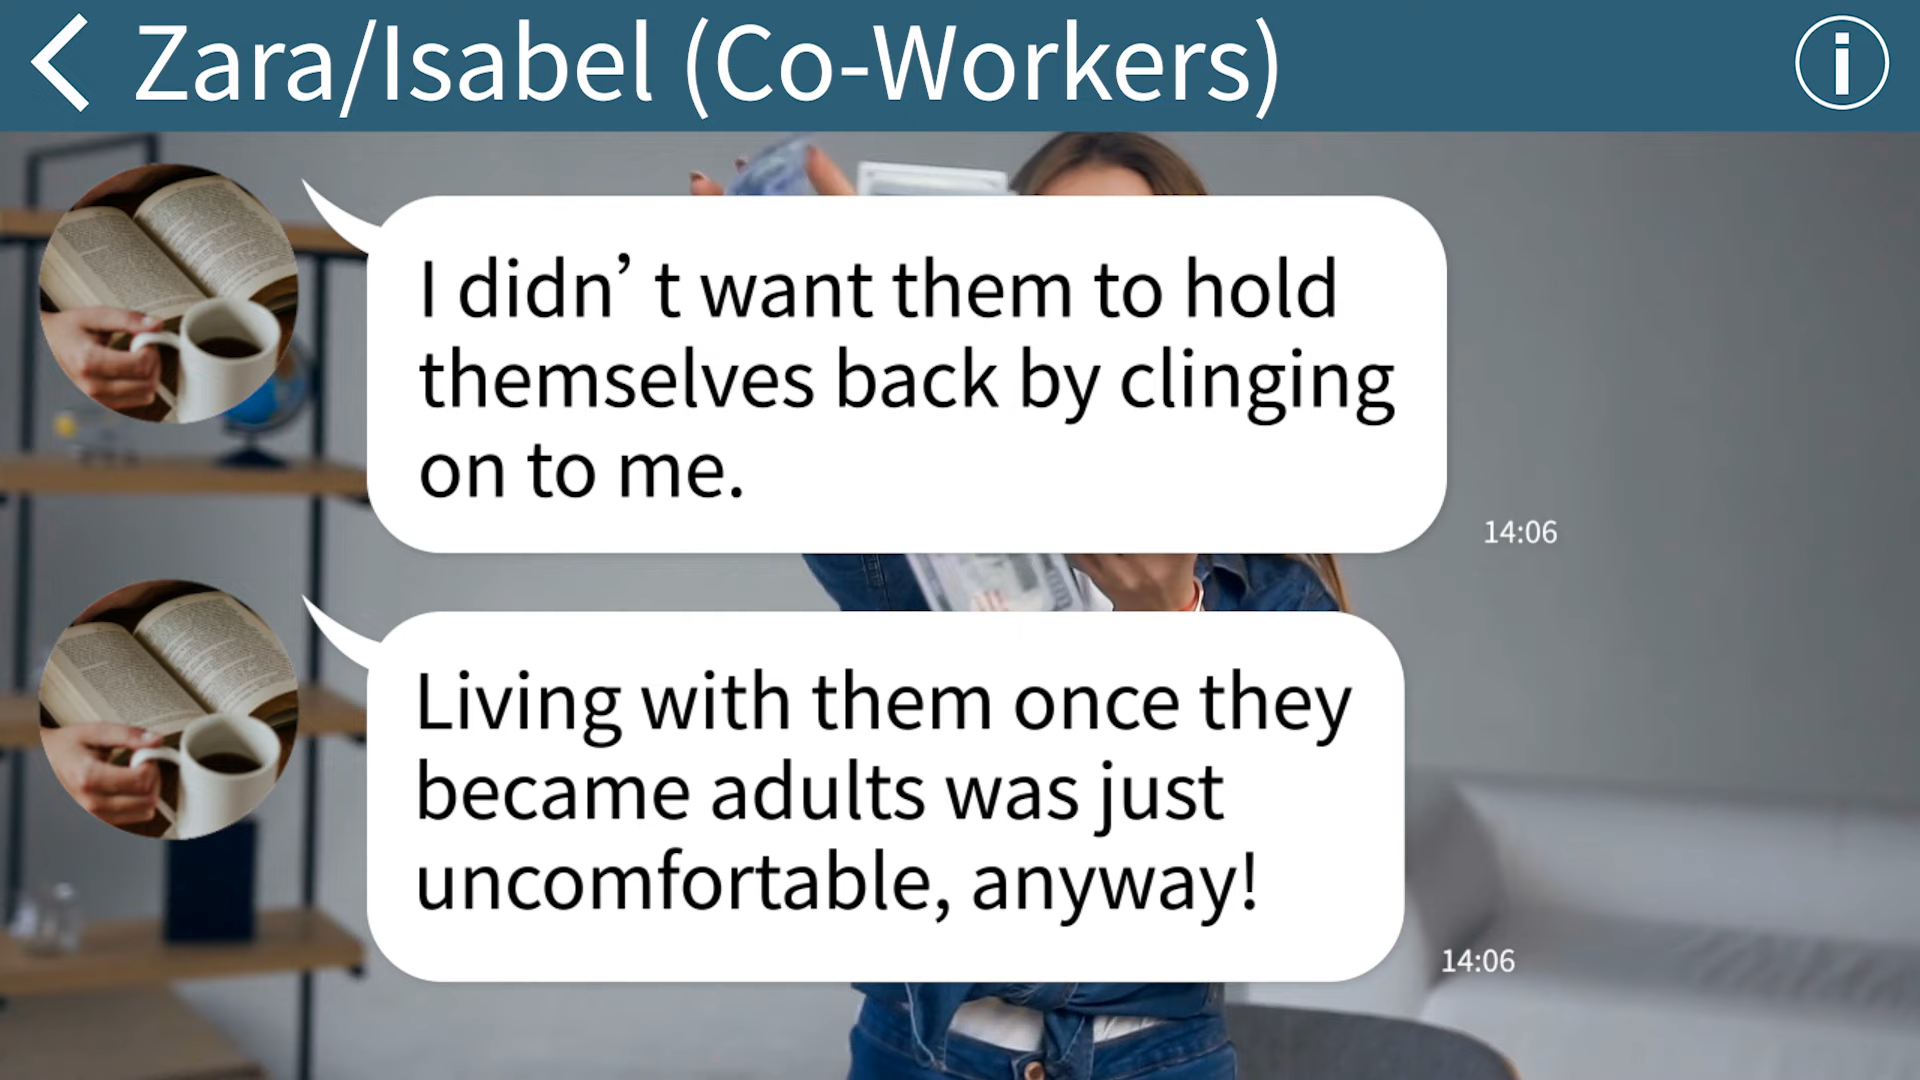 Zara/Isabel (Co-Workers)
I didn’ t want them to hold
themselves back by clinging
on to me.
14:06
Living with them once they
became adults was just
uncomfortable, anyway!
14:06